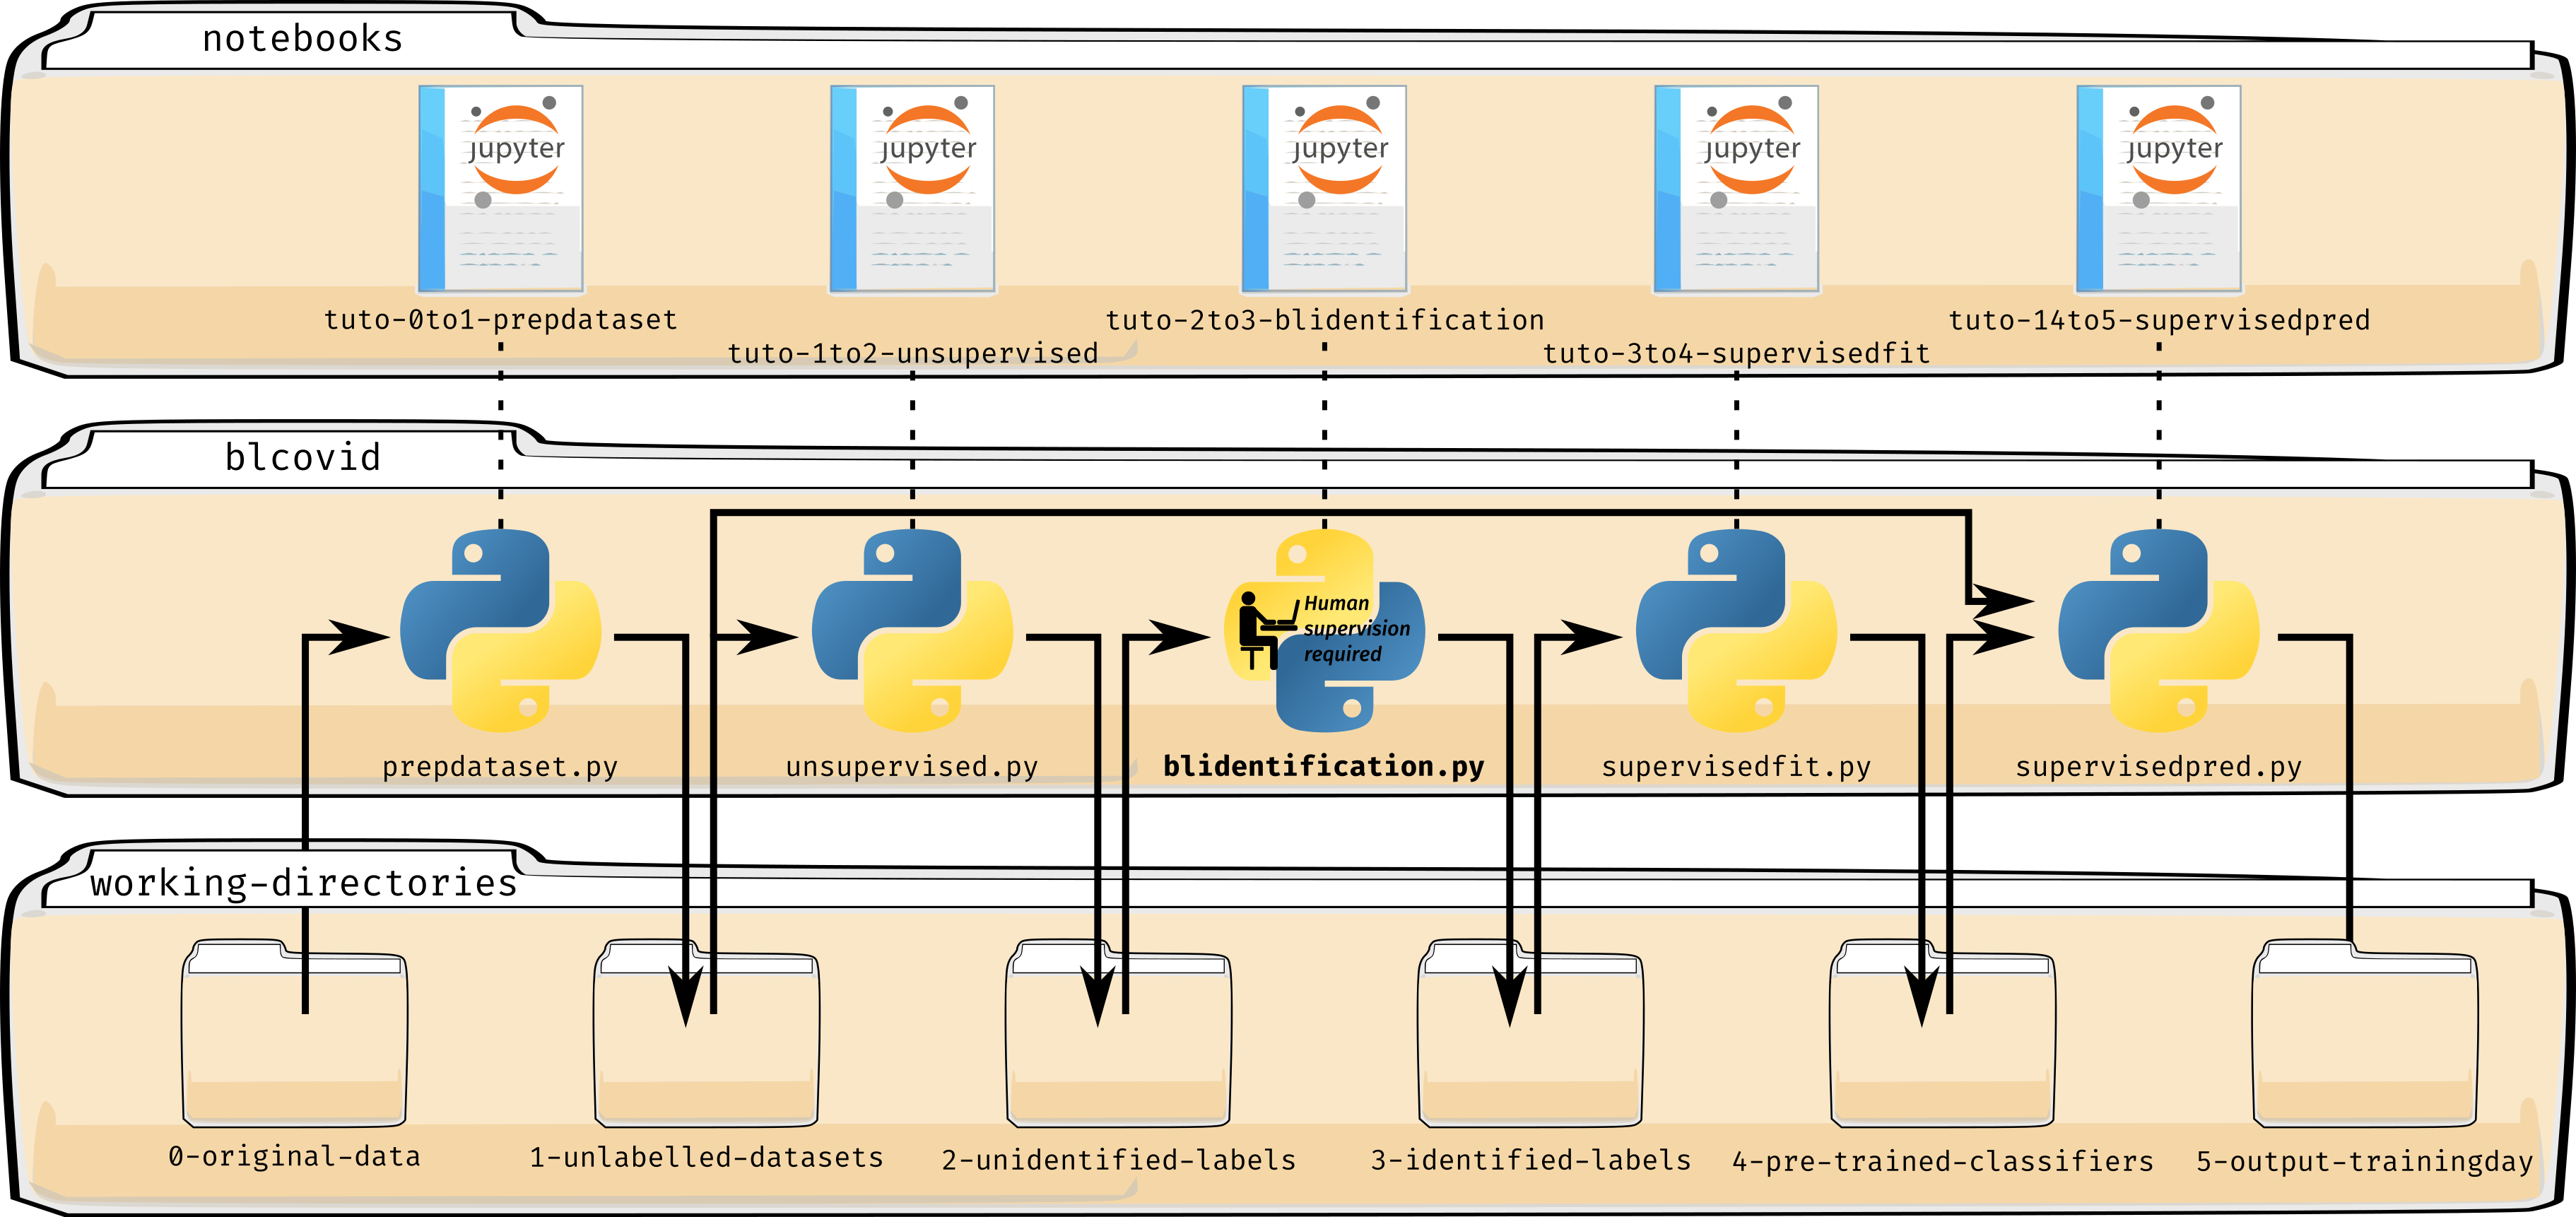 notebooks
jupyter
jupyter
jupyter
jupyter
jupyter
tuto-0to1-prepdataset
tuto-1to2-unsupervised
tuto-2to3-blidentification
tuto-3to4-supervisedfit
tuto-14to5-supervisedpred
blcovid
Human
supervision
required
prepdataset.py
unsupervised.py
blidentification.py
supervisedfit.py
supervisedpred.py
working-directories
0-original-data
1-unlabelled-datasets
2-unidentified-labels
3-identified-labels
4-pre-trained-classifiers
5-output-trainingday